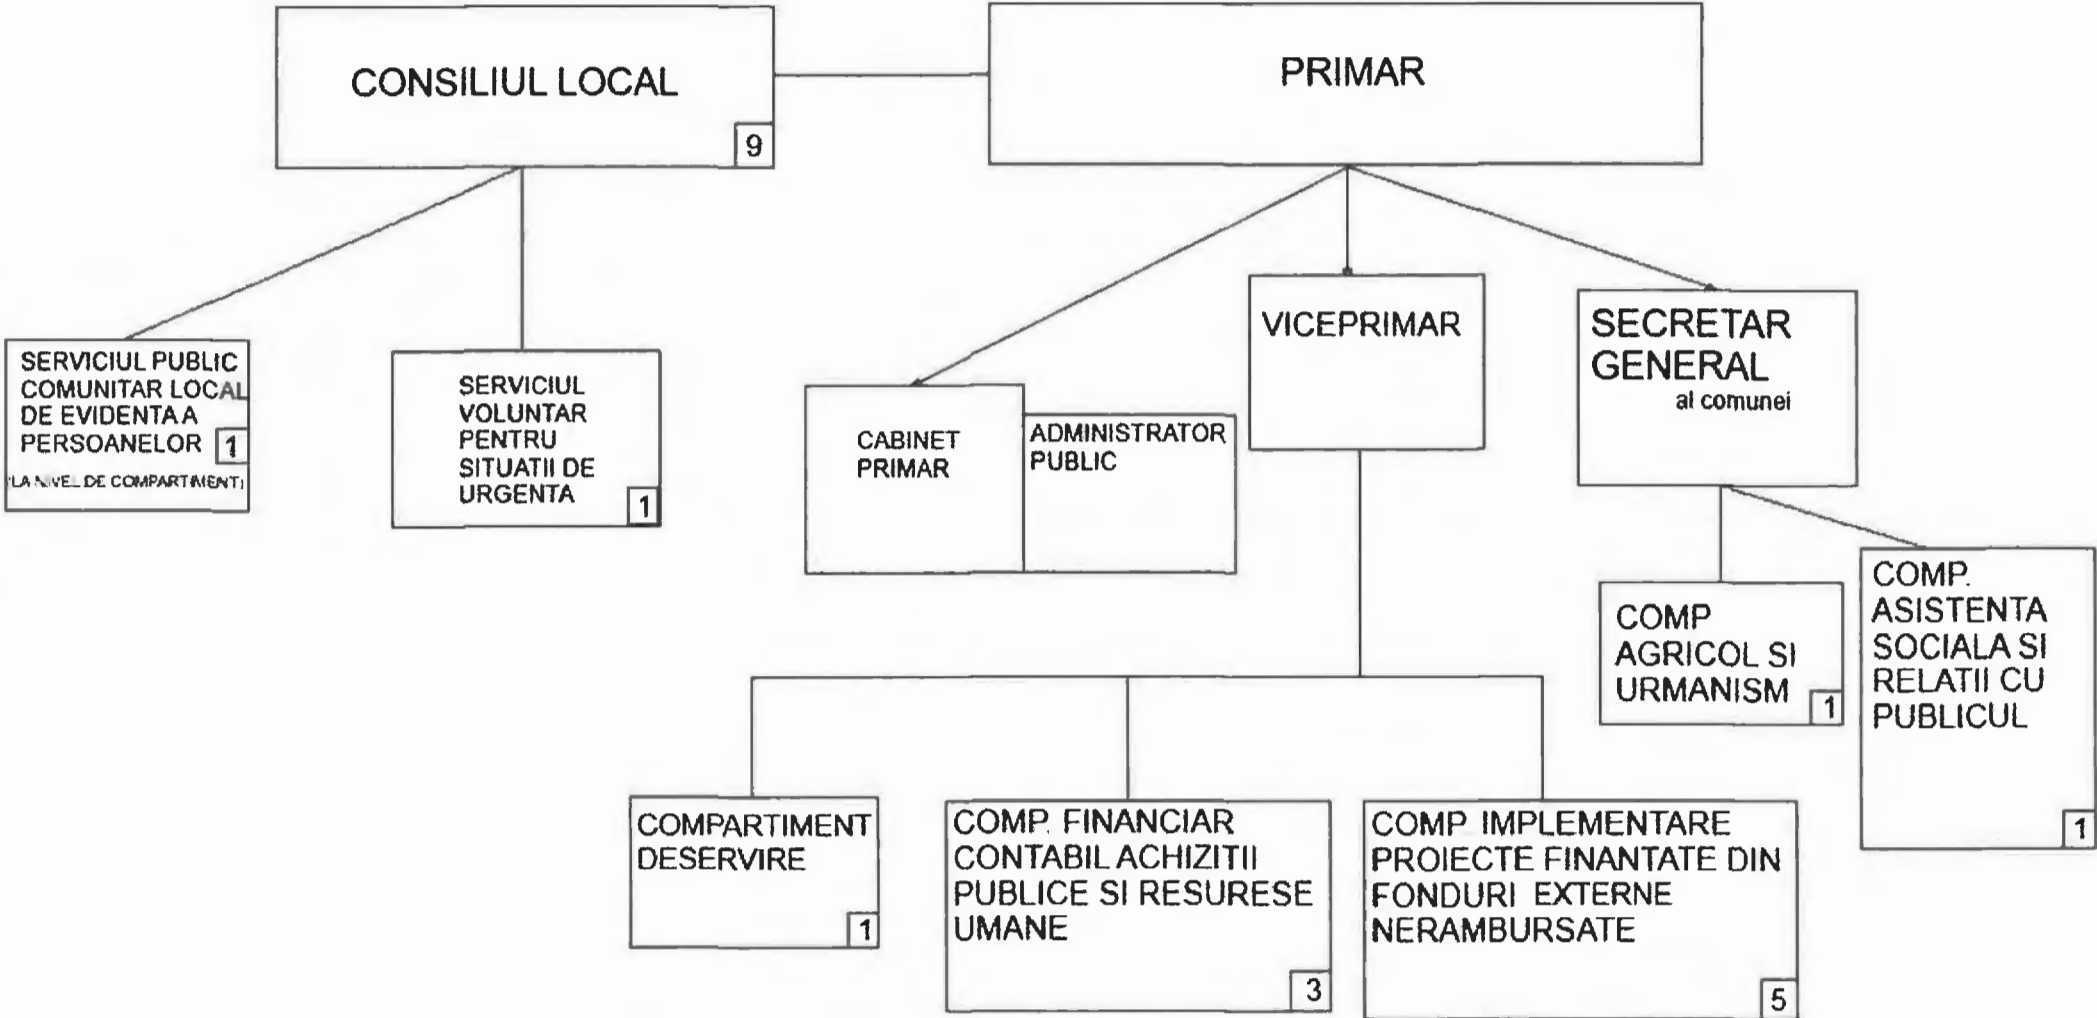 CONSILIUL LOCAL
9
PRIMAR
SERVICIUL PUBLIC
COMUNITAR LOCAL
DE EVIDENTA A
PERSOANELOR
1
(LA NIVEL DE COMPARTIMENT)
SERVICIUL
VOLUNTAR
PENTRU
SITUATII DE
URGENTA
1
CABINET
PRIMAR
ADMINISTRATOR
PUBLIC
VICEPRIMAR
SECRETAR
GENERAL
al comunei
COMP
AGRICOL SI
URMANISM
1
COMP.
ASISTENTA
SOCIALA SI
RELATII CU
PUBLICUL
1
COMPARTIMENT
DESERVIRE
1
COMP. FINANCIAR
CONTABIL ACHIZITII
PUBLICE SI RESURESE
UMANE
3
COMP IMPLEMENTARE
PROIECTE FINANTATE DIN
FONDURI EXTERNE
NERAMBURSATE
5